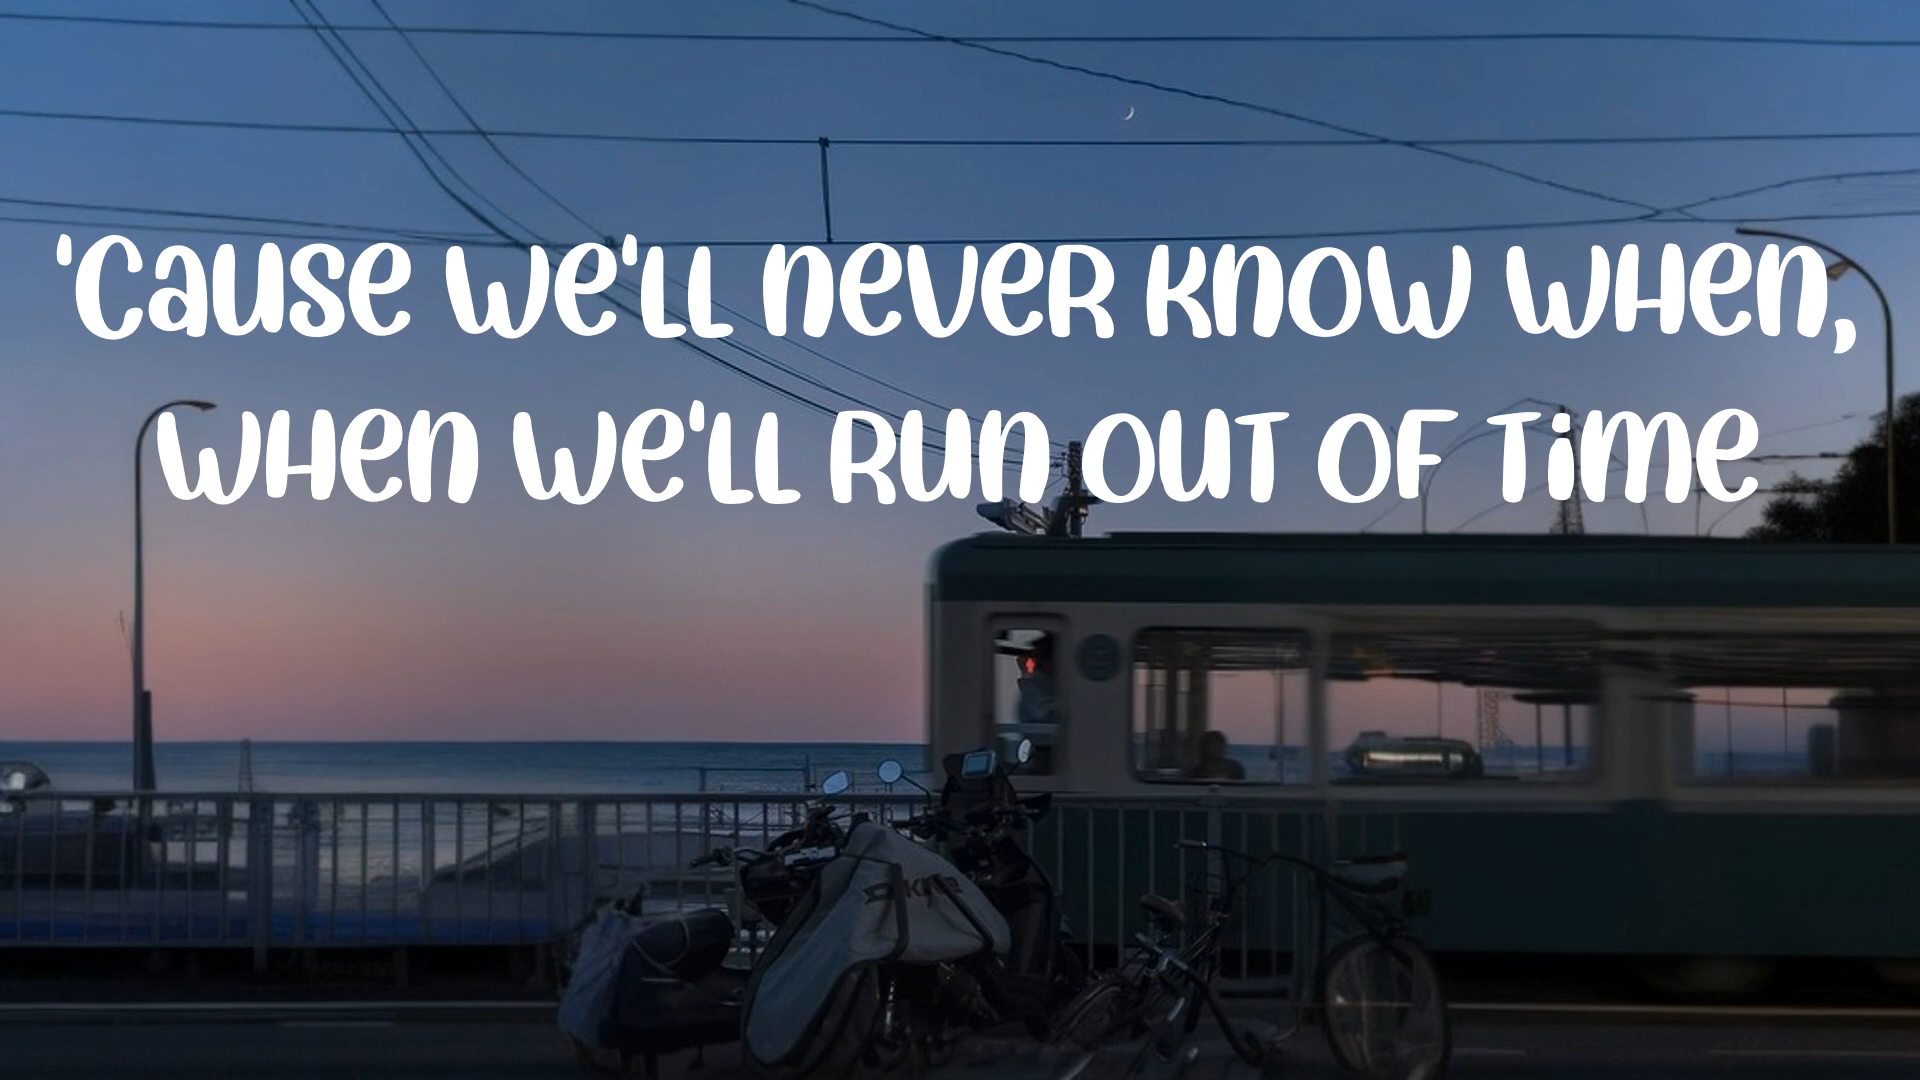 'Cause we'll never know when,
when we'll run out of time